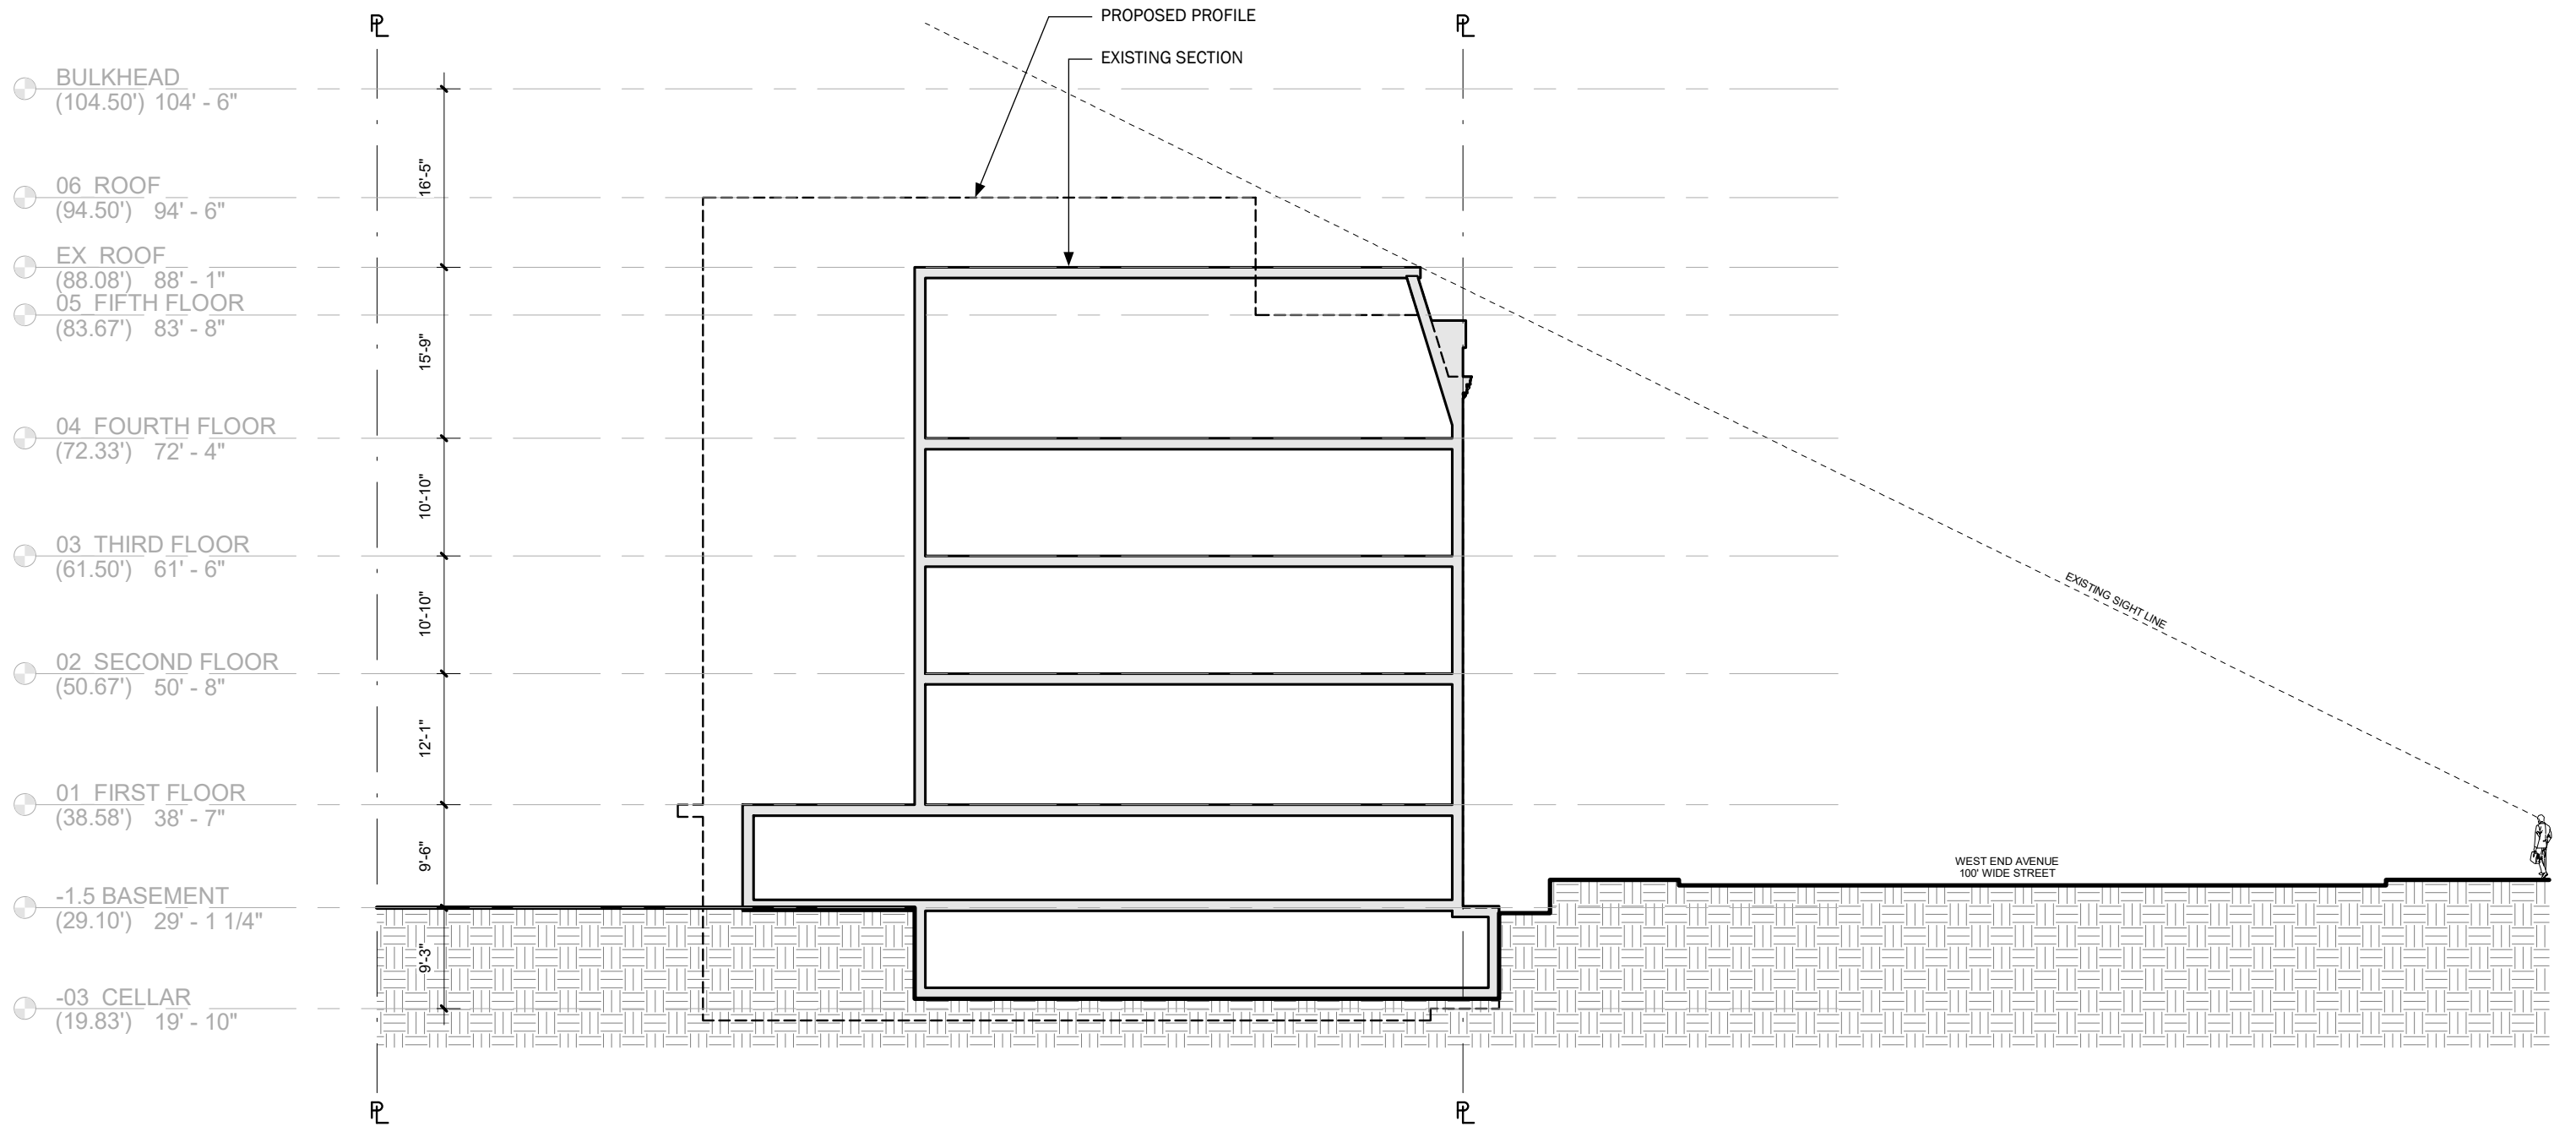 PL
PL
PROPOSED PROFILE
EXISTING SECTION
BULKHEAD
(104.50') 104' - 6"
16'-5"
06 ROOF
(94.50') 94' - 6"
EX ROOF
(88.08') 88' - 1"
05 FIFTH FLOOR
(83.67') 83' - 8"
15'-9"
04 FOURTH FLOOR
(72.33') 72' - 4"
10'-10"
03 THIRD FLOOR
(61.50') 61' - 6"
EXISTING SIGHT LINE
10'-10"
02 SECOND FLOOR
(50.67') 50' - 8"
12'-1"
01 FIRST FLOOR
(38.58') 38' - 7"
9'-6"
WEST END AVENUE
100' WIDE STREET
-1.5 BASEMENT
(29.10') 29' - 1 1/4"
9'-3"
-03 CELLAR
(19.83') 19' - 10"
PL
PL